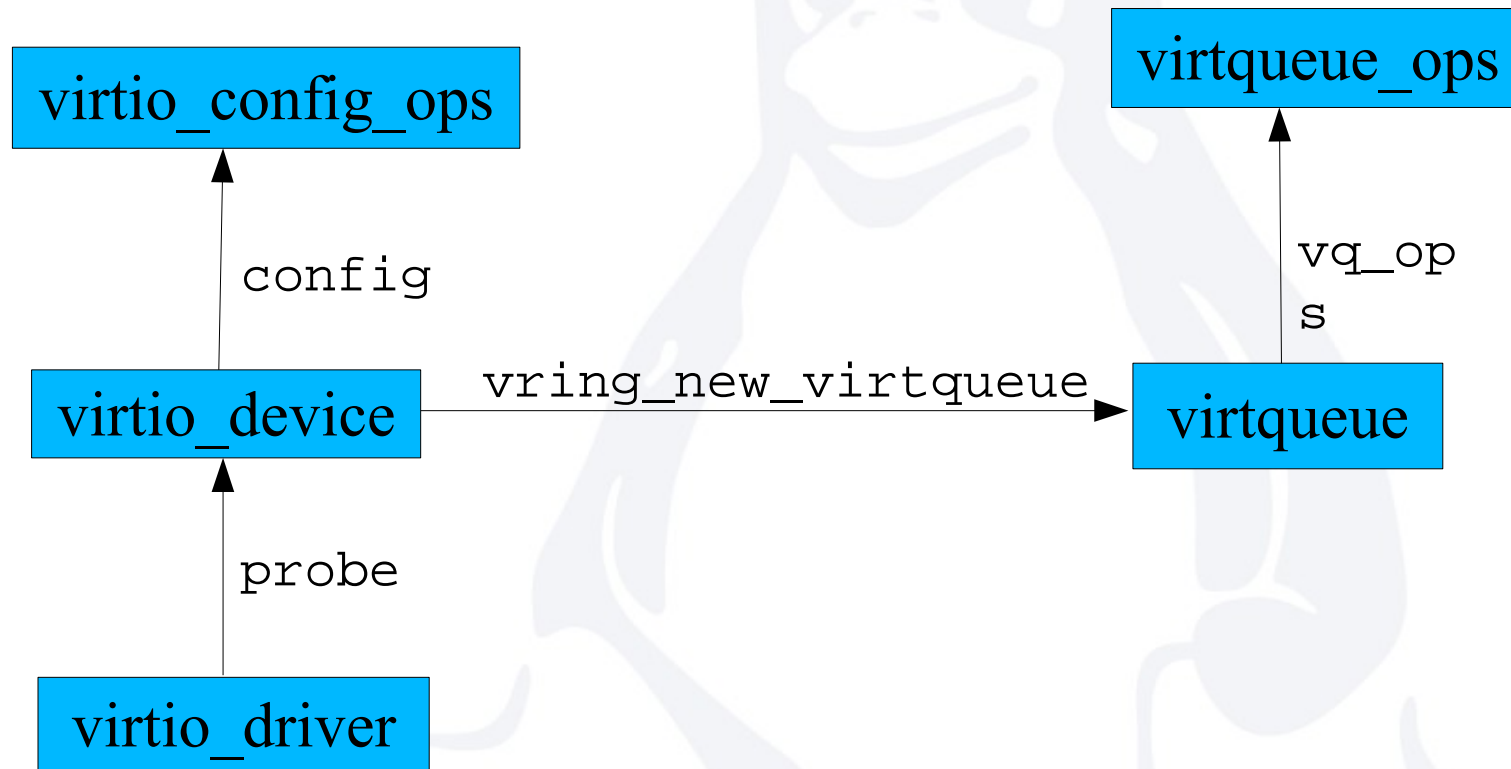 virtio_config_ops
virtqueue_ops
config
vq_op
s
virtio_device
vring_new_virtqueue
virtqueue
probe
virtio_driver